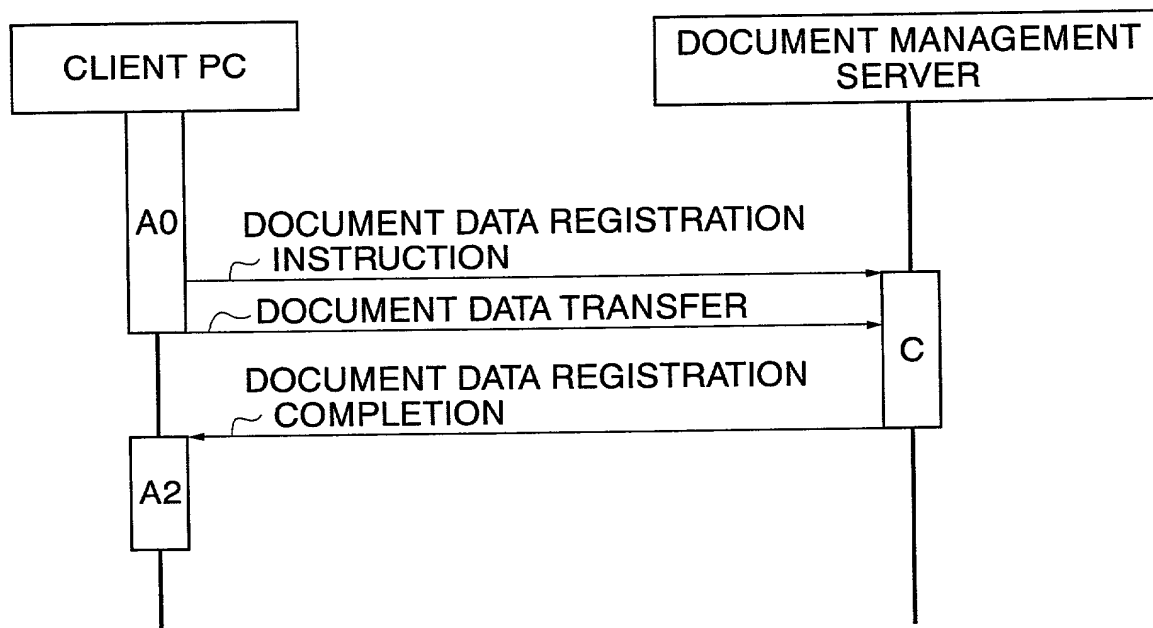 CLIENT PC
DOCUMENT MANAGEMENT
SERVER
A0
DOCUMENT DATA REGISTRATION
INSTRUCTION
DOCUMENT DATA TRANSFER
C
DOCUMENT DATA REGISTRATION
COMPLETION
A2